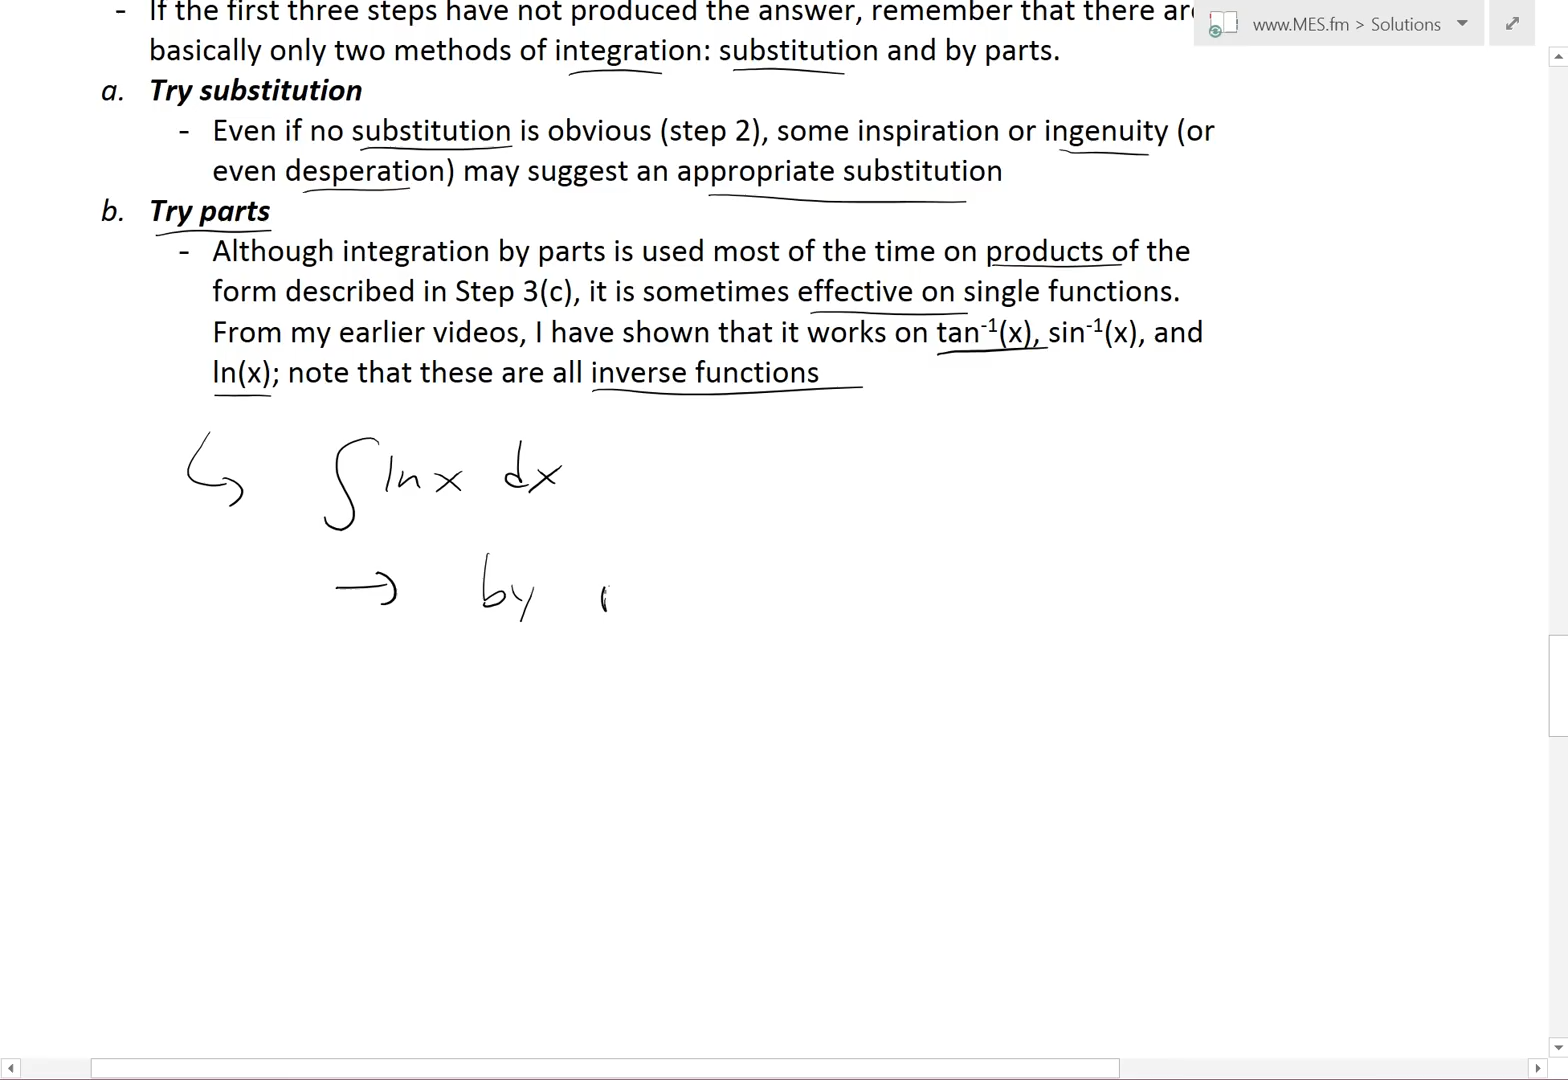 - If the first three steps have not produced the answer, remember that there are
www.MES.fm > Solutions
basically only two methods of integration: substitution and by parts.
a. Try substitution
- Even if no substitution is obvious (step 2), some inspiration or ingenuity (or
even desperation) may suggest an appropriate substitution
b. Try parts
- Although integration by parts is used most of the time on products of the
form described in Step 3(c), it is sometimes effective on single functions.
From my earlier videos, I have shown that it works on tan⁻¹(x), sin⁻¹(x), and
ln(x); note that these are all inverse functions
↳ ∫ ln x dx
→ by